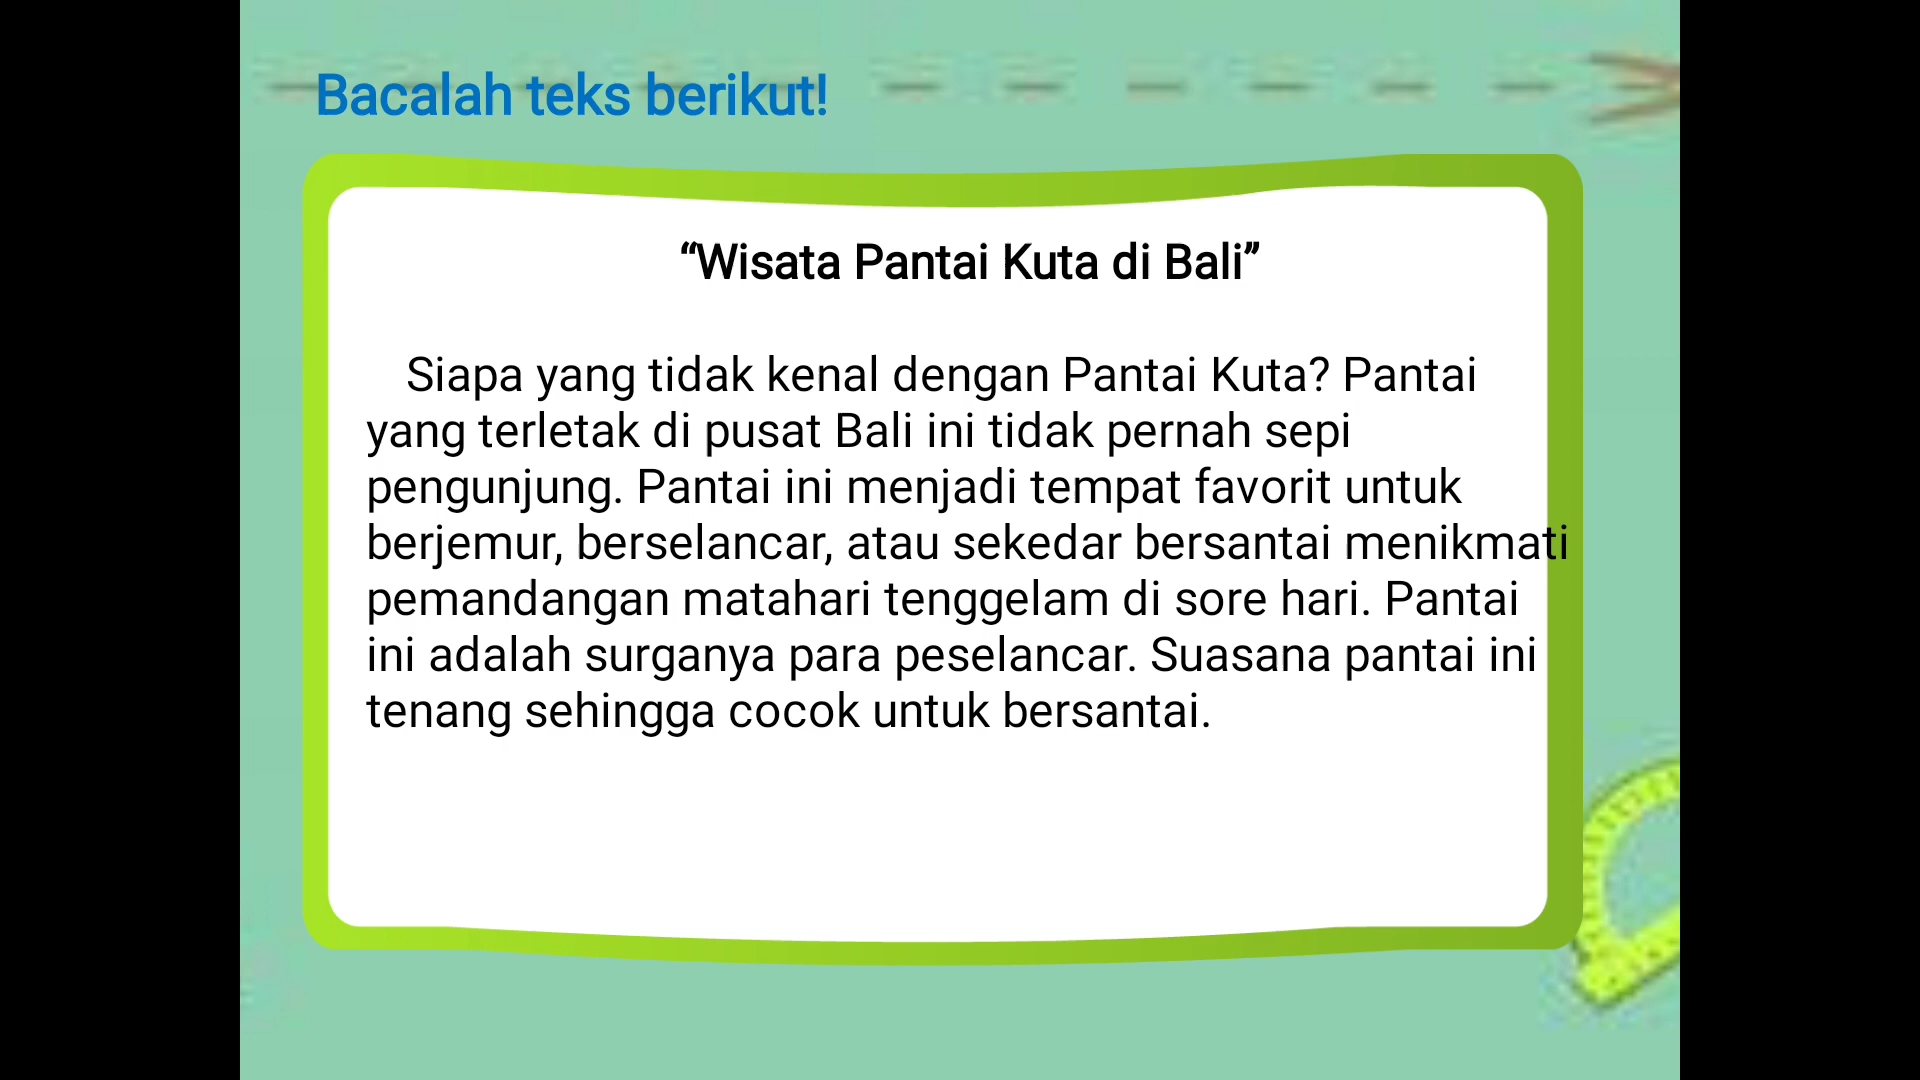 Bacalah teks berikut!
“Wisata Pantai Kuta di Bali”
Siapa yang tidak kenal dengan Pantai Kuta? Pantai
yang terletak di pusat Bali ini tidak pernah sepi
pengunjung. Pantai ini menjadi tempat favorit untuk
berjemur, berselancar, atau sekedar bersantai menikmati
pemandangan matahari tenggelam di sore hari. Pantai
ini adalah surganya para peselancar. Suasana pantai ini
tenang sehingga cocok untuk bersantai.